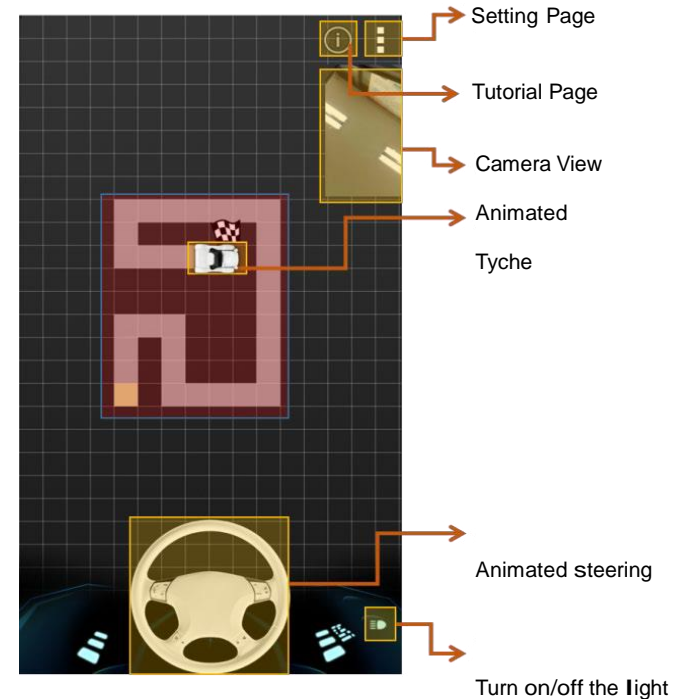 Setting Page
Tutorial Page
Camera View
Animated
Tyche
Animated steering
Turn on/off the light